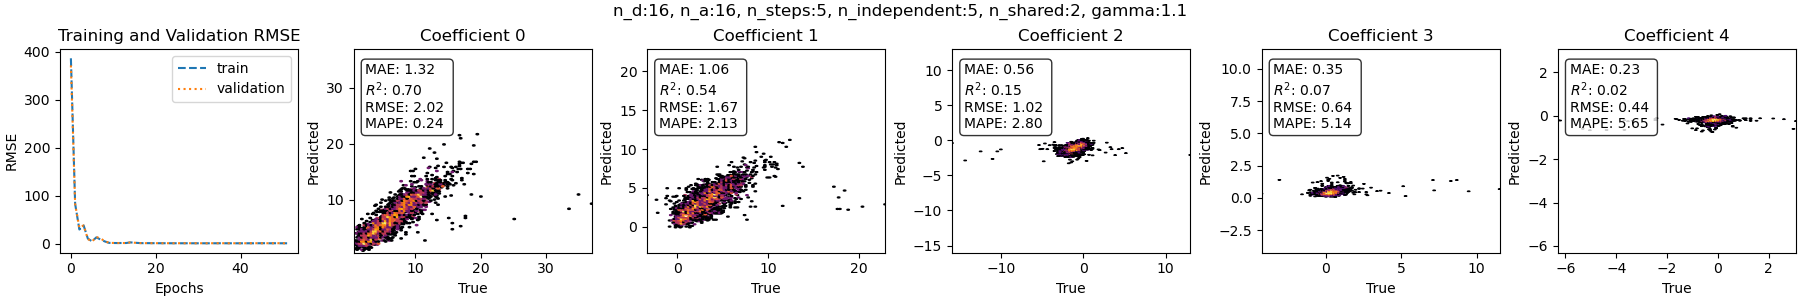 n_d:16, n_a:16, n_steps:5, n_independent:5, n_shared:2, gamma:1.1
Training and Validation RMSE
400
300
200
100
0
RMSE
0
20
40
Epochs
train
validation
Coefficient 0
MAE: 1.32
R²: 0.70
RMSE: 2.02
MAPE: 0.24
30
20
10
Predicted
10
20
30
True
Coefficient 1
MAE: 1.06
R²: 0.54
RMSE: 1.67
MAPE: 2.13
20
15
10
5
0
Predicted
0
10
20
True
Coefficient 2
MAE: 0.56
R²: 0.15
RMSE: 1.02
MAPE: 2.80
10
5
0
−5
−10
−15
Predicted
−10
0
10
True
Coefficient 3
MAE: 0.35
R²: 0.07
RMSE: 0.64
MAPE: 5.14
10.0
7.5
5.0
2.5
0.0
−2.5
Predicted
0
5
10
True
Coefficient 4
MAE: 0.23
R²: 0.02
RMSE: 0.44
MAPE: 5.65
2
0
−2
−4
−6
Predicted
−6
−4
−2
0
2
True